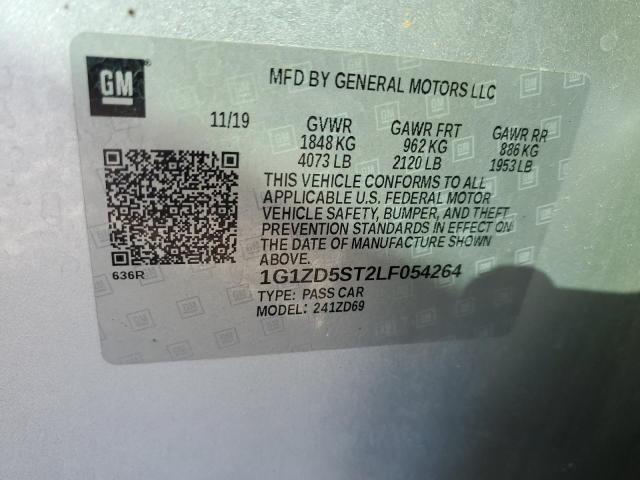 GM
MFD BY GENERAL MOTORS LLC
11/19 GVWR GAWR FRT GAWR RR
1848 KG 962 KG 886 KG
4073 LB 2120 LB 1953 LB
THIS VEHICLE CONFORMS TO ALL
APPLICABLE U.S. FEDERAL MOTOR
VEHICLE SAFETY, BUMPER, AND THEFT
PREVENTION STANDARDS IN EFFECT ON
THE DATE OF MANUFACTURE SHOWN
ABOVE.
636R
1G1ZD5ST2LF054264
TYPE: PASS CAR
MODEL: 241ZD69